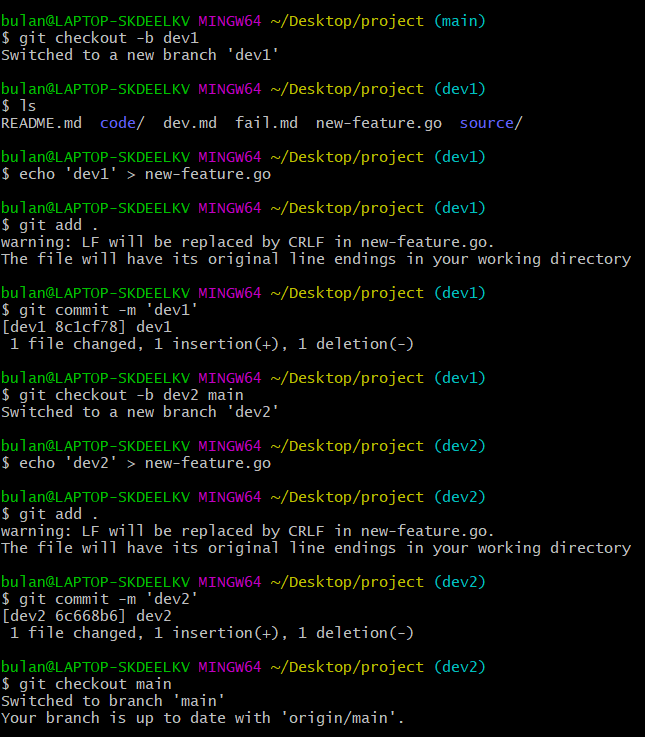 bulan@LAPTOP-SKDEELKV MINGW64 ~/Desktop/project (main)
$ git checkout -b dev1
Switched to a new branch 'dev1'
bulan@LAPTOP-SKDEELKV MINGW64 ~/Desktop/project (dev1)
$ ls
README.md  code/  dev.md  fail.md  new-feature.go  source/
bulan@LAPTOP-SKDEELKV MINGW64 ~/Desktop/project (dev1)
$ echo 'dev1' > new-feature.go
bulan@LAPTOP-SKDEELKV MINGW64 ~/Desktop/project (dev1)
$ git add .
warning: LF will be replaced by CRLF in new-feature.go.
The file will have its original line endings in your working directory
bulan@LAPTOP-SKDEELKV MINGW64 ~/Desktop/project (dev1)
$ git commit -m 'dev1'
[dev1 8c1cf78] dev1
 1 file changed, 1 insertion(+), 1 deletion(-)
bulan@LAPTOP-SKDEELKV MINGW64 ~/Desktop/project (dev1)
$ git checkout -b dev2 main
Switched to a new branch 'dev2'
bulan@LAPTOP-SKDEELKV MINGW64 ~/Desktop/project (dev2)
$ echo 'dev2' > new-feature.go
bulan@LAPTOP-SKDEELKV MINGW64 ~/Desktop/project (dev2)
$ git add .
warning: LF will be replaced by CRLF in new-feature.go.
The file will have its original line endings in your working directory
bulan@LAPTOP-SKDEELKV MINGW64 ~/Desktop/project (dev2)
$ git commit -m 'dev2'
[dev2 6c668b6] dev2
 1 file changed, 1 insertion(+), 1 deletion(-)
bulan@LAPTOP-SKDEELKV MINGW64 ~/Desktop/project (dev2)
$ git checkout main
Switched to branch 'main'
Your branch is up to date with 'origin/main'.